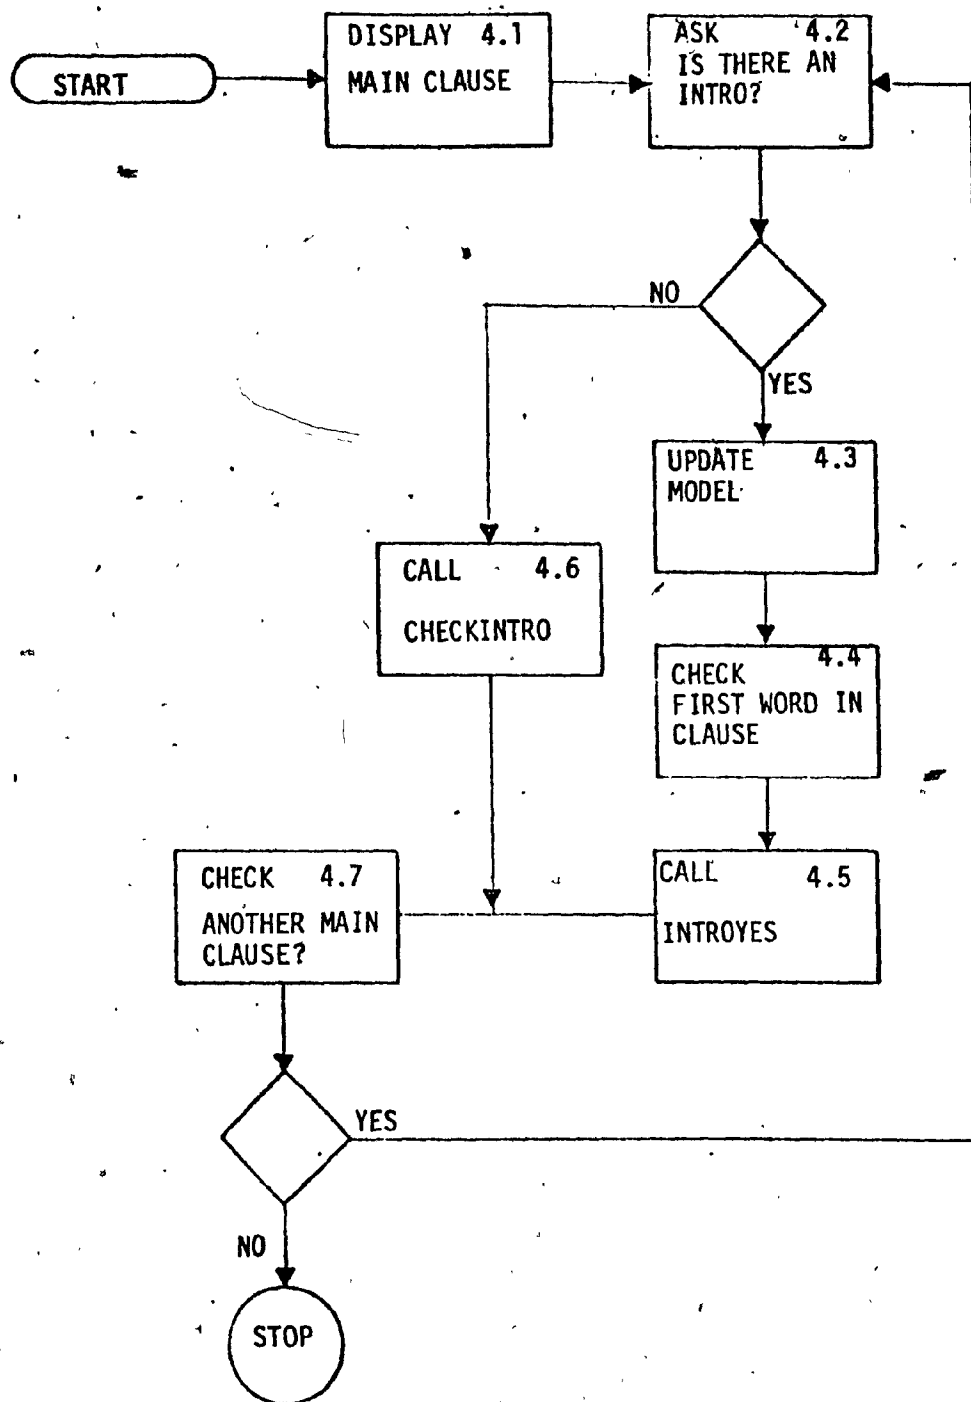 START
DISPLAY 4.1
MAIN CLAUSE
ASK 4.2
IS THERE AN
INTRO?
NO
YES
UPDATE 4.3
MODEL
CALL 4.6
CHECKINTRO
4.4
CHECK
FIRST WORD IN
CLAUSE
CHECK 4.7
ANOTHER MAIN
CLAUSE?
CALL 4.5
INTROYES
YES
NO
STOP